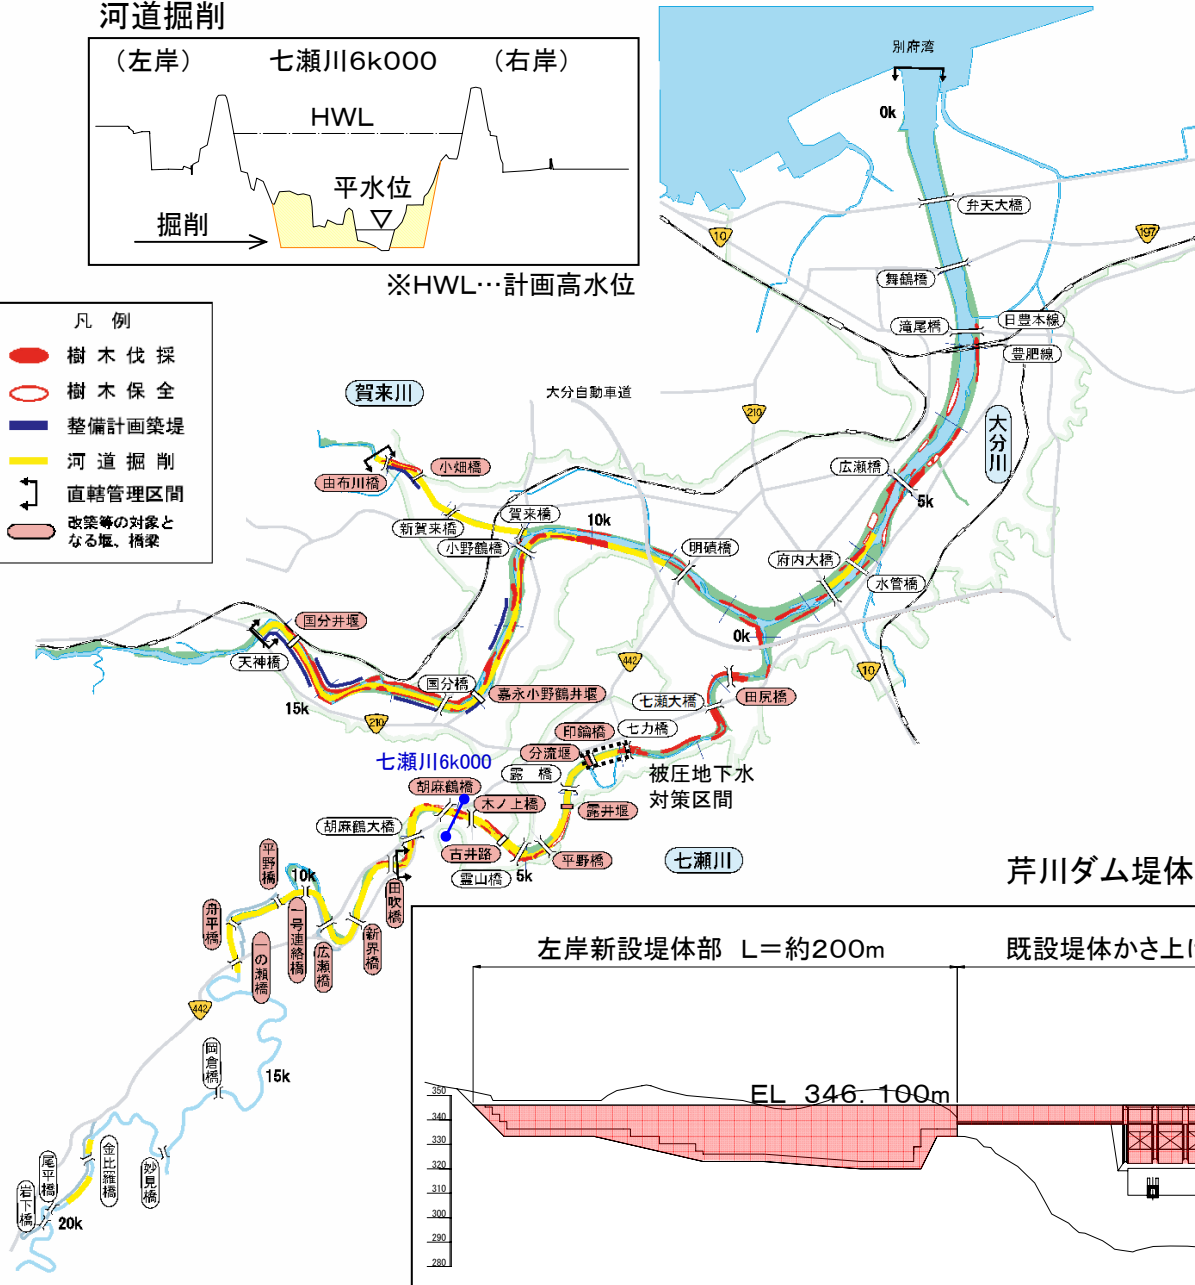 河道掘削
（左岸）　七瀬川6k000　（右岸）
HWL
平水位
掘削
※HWL…計画高水位
凡 例
樹 木 伐 採
樹 木 保 全
整備計画築堤
河 道 掘 削
直轄管理区間
改築等の対象と
なる堰、橋梁
別府湾
0k
弁天大橋
10
197
舞鶴橋
滝尾橋
日豊本線
豊肥線
賀来川
大分自動車道
210
大分川
小畑橋
由布川橋
広瀬橋
5k
新賀来橋
賀来橋
10k
小野鶴橋
明磧橋
府内大橋
水管橋
国分井堰
天神橋
0k
442
10
国分橋
嘉永小野鶴井堰
七瀬大橋
田尻橋
15k
210
印鑰橋
七力橋
七瀬川6k000
分流堰
露 橋
被圧地下水
対策区間
胡麻鶴橋
木ノ上橋
露井堰
胡麻鶴大橋
古井路
平野橋
七瀬川
霊山橋
5k
平野橋
10k
田吹橋
舟平橋
一の瀬橋
一号連絡橋
広瀬橋
新界橋
442
岡倉橋
15k
金比羅橋
妙見橋
尾平橋
岩下橋
20k
芹川ダム堤体
左岸新設堤体部　L＝約200m
既設堤体かさ上げ
EL 346. 100m
350
340
330
320
310
300
290
280